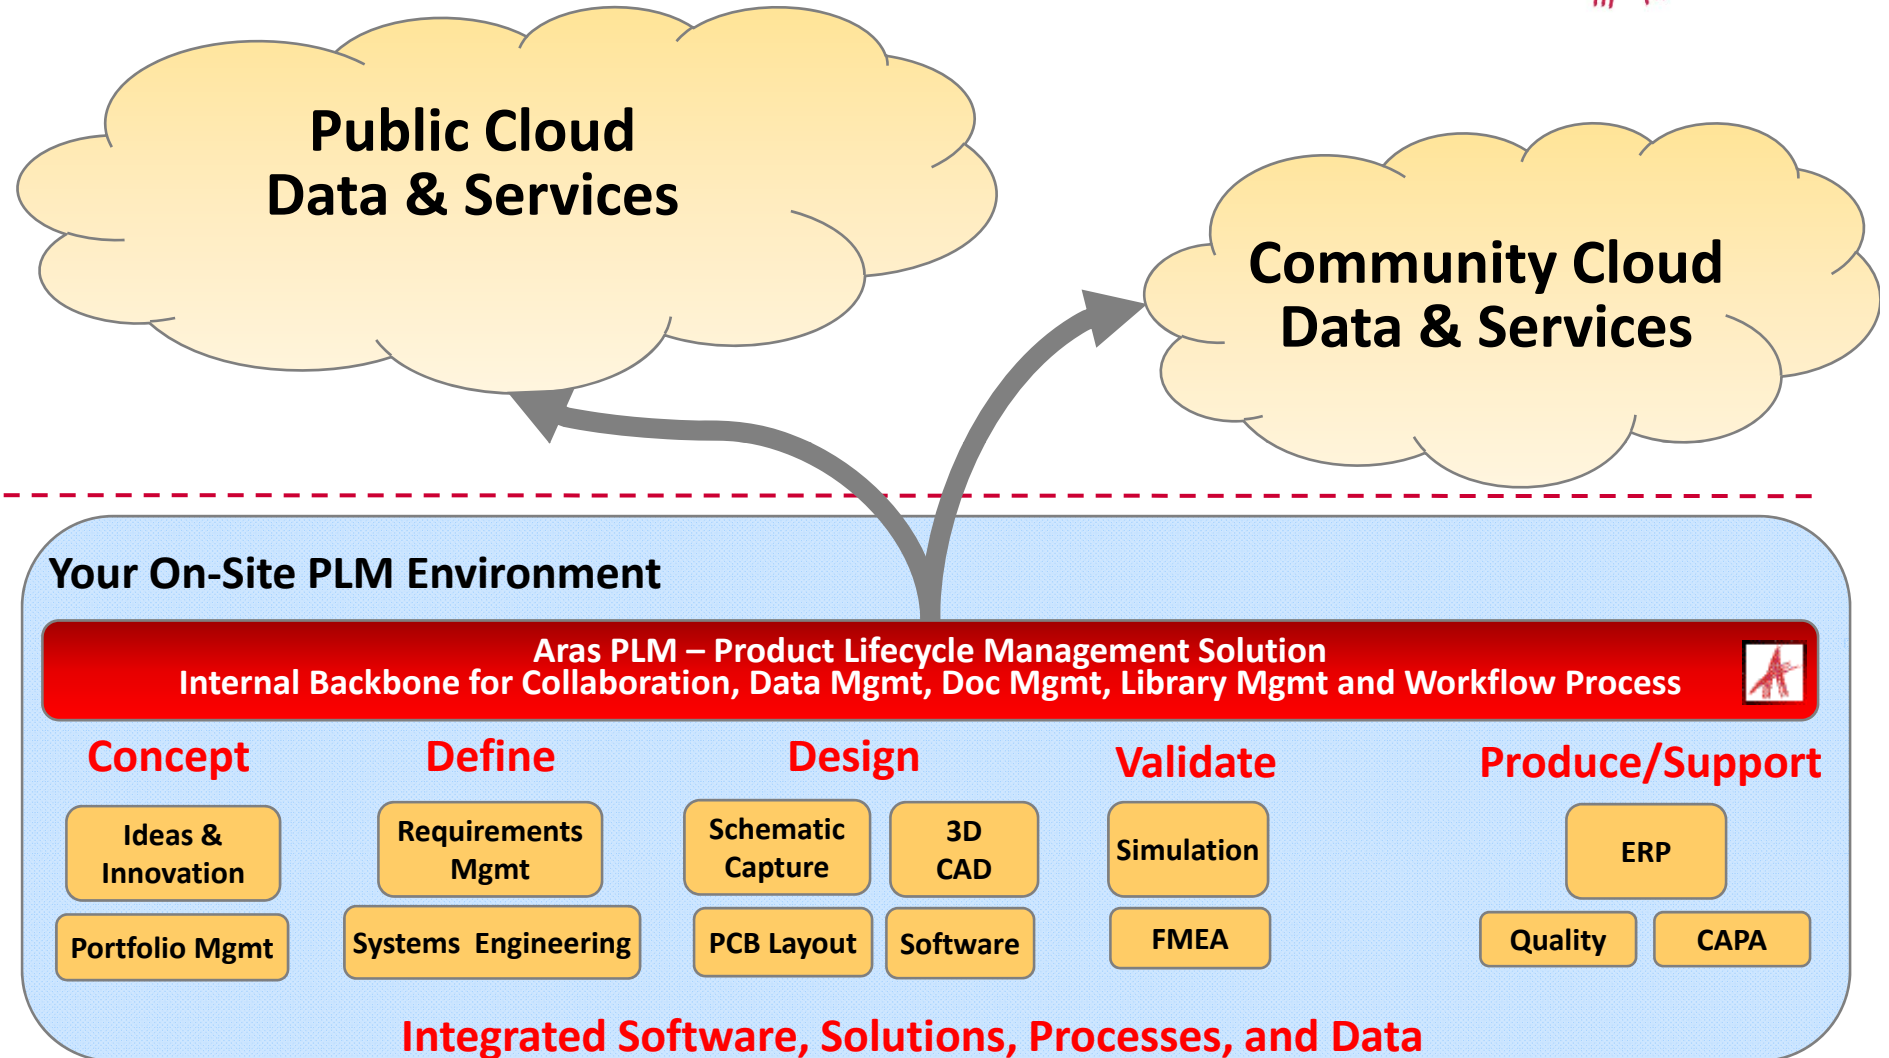 Public Cloud
Data & Services
Community Cloud
Data & Services
Your On-Site PLM Environment
Aras PLM – Product Lifecycle Management Solution
Internal Backbone for Collaboration, Data Mgmt, Doc Mgmt, Library Mgmt and Workflow Process
Concept
Define
Design
Validate
Produce/Support
Ideas &
Innovation
Portfolio Mgmt
Requirements
Mgmt
Systems Engineering
Schematic
Capture
3D
CAD
PCB Layout
Software
Simulation
FMEA
ERP
Quality
CAPA
Integrated Software, Solutions, Processes, and Data